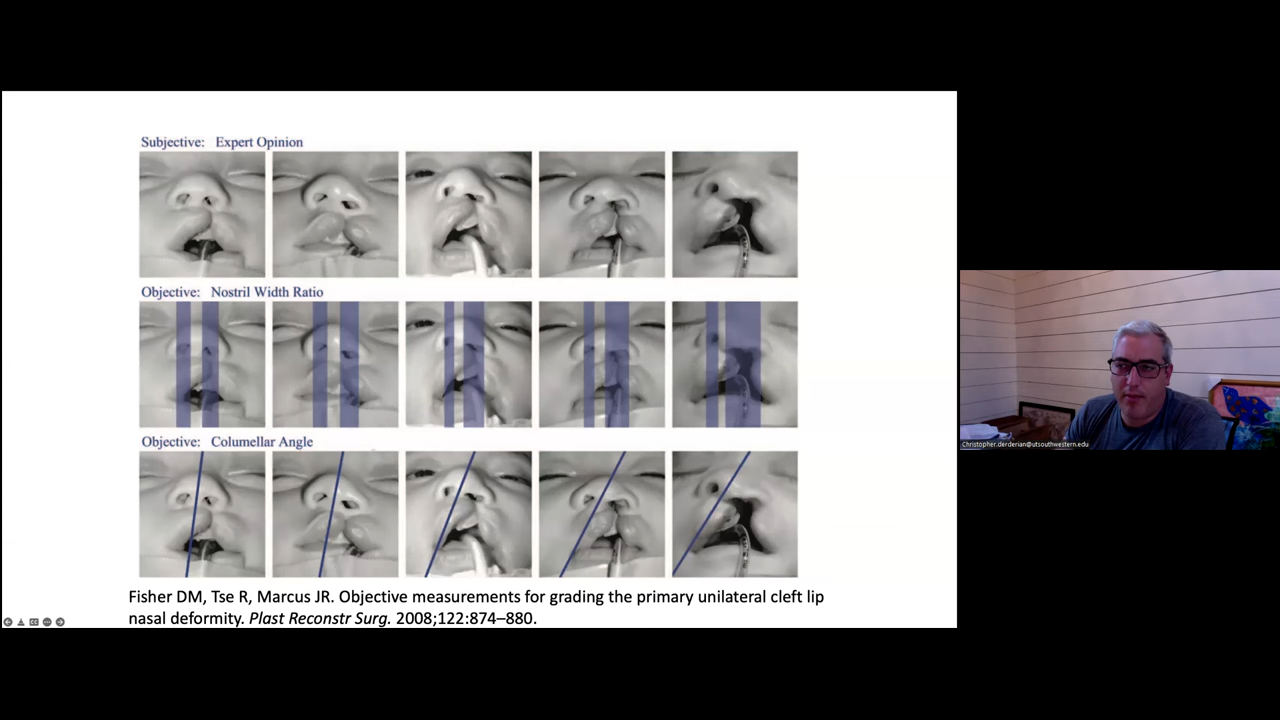 Subjective: Expert Opinion
Objective: Nostril Width Ratio
Objective: Columellar Angle
Fisher DM, Tse R, Marcus JR. Objective measurements for grading the primary unilateral cleft lip
nasal deformity. Plast Reconstr Surg. 2008;122:874–880.
Christopher.derderian@utsouthwestern.edu